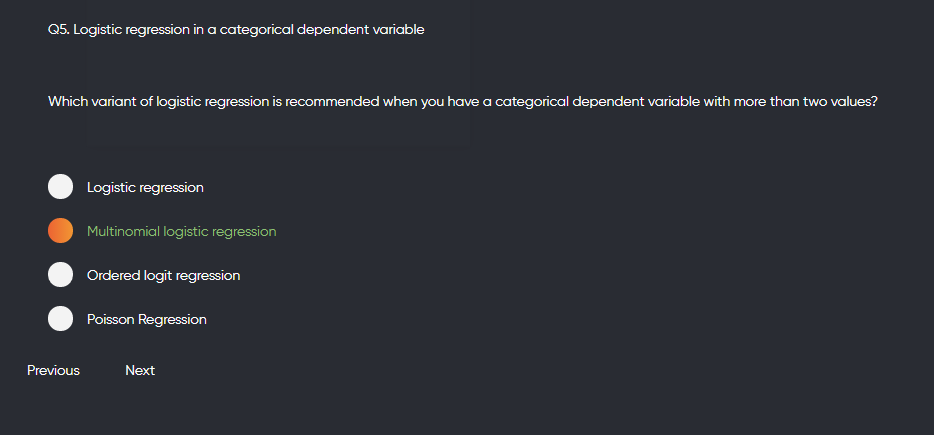 Q5. Logistic regression in a categorical dependent variable
Which variant of logistic regression is recommended when you have a categorical dependent variable with more than two values?
Logistic regression
Multinomial logistic regression
Ordered logit regression
Poisson Regression
Previous Next